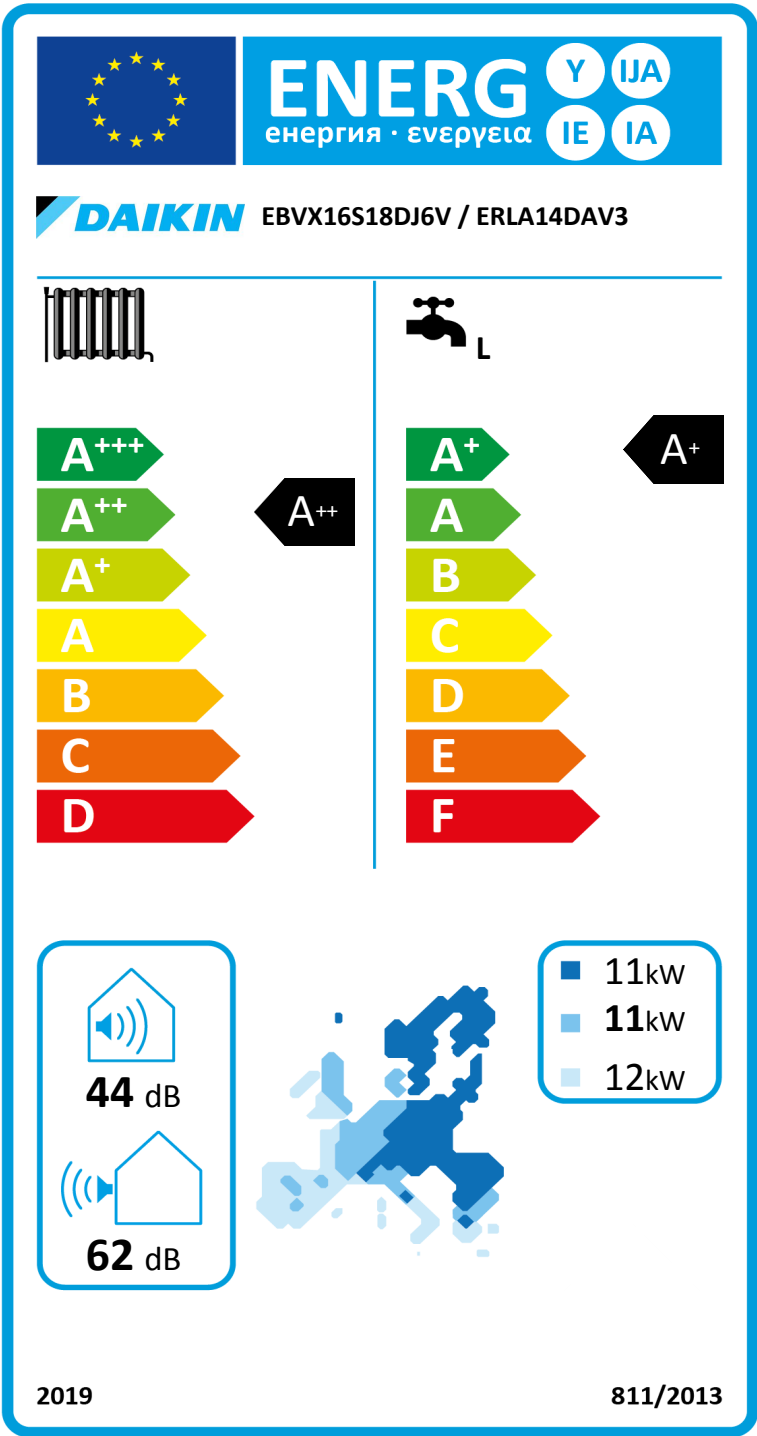 ENERG
енергия · ενεργεια
Y IJA
IE IA
DAIKIN EBVX16S18DJ6V / ERLA14DAV3
L
A+++
A++
A+
A
B
C
D
A++
A+
A
B
C
D
E
F
A+
44 dB
62 dB
11kW
11kW
12kW
2019
811/2013